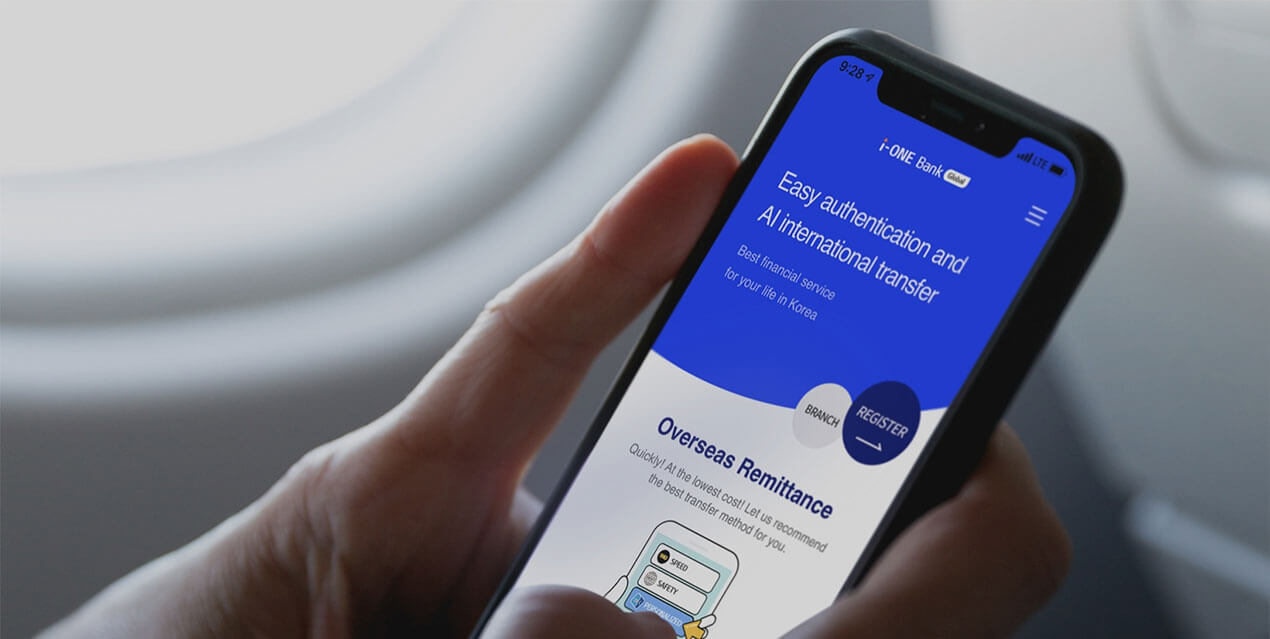 9:28
LTE
i-ONE Bank Global
Easy authentication and
AI international transfer
Best financial service
for your life in Korea
BRANCH
REGISTER
Overseas Remittance
Quickly! At the lowest cost! Let us recommend
the best transfer method for you.
SPEED
SAFETY
PERSONALIZED